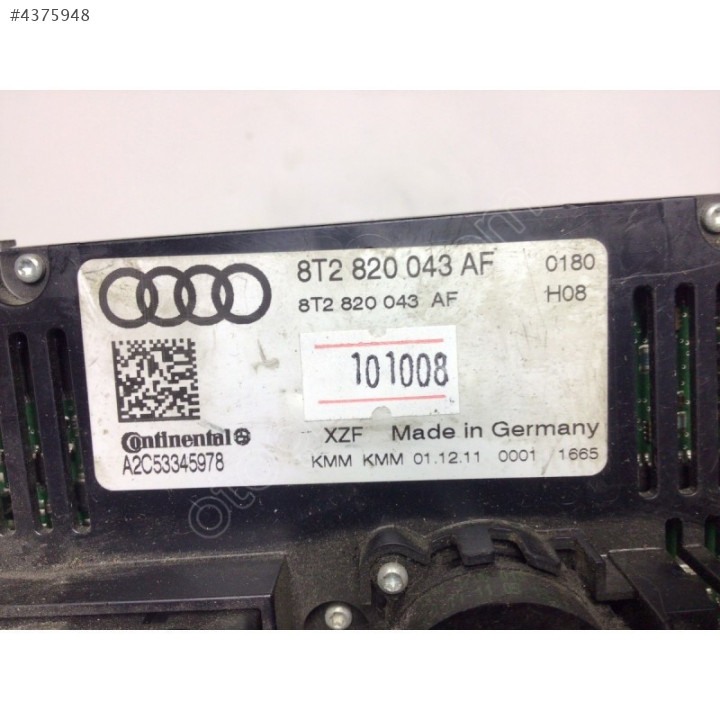 #4375948
8T2 820 043 AF 0180
8T2 820 043 AF H08
101008
Continental
XZF Made in Germany
A2C53345978
KMM KMM 01.12.11 0001 1665